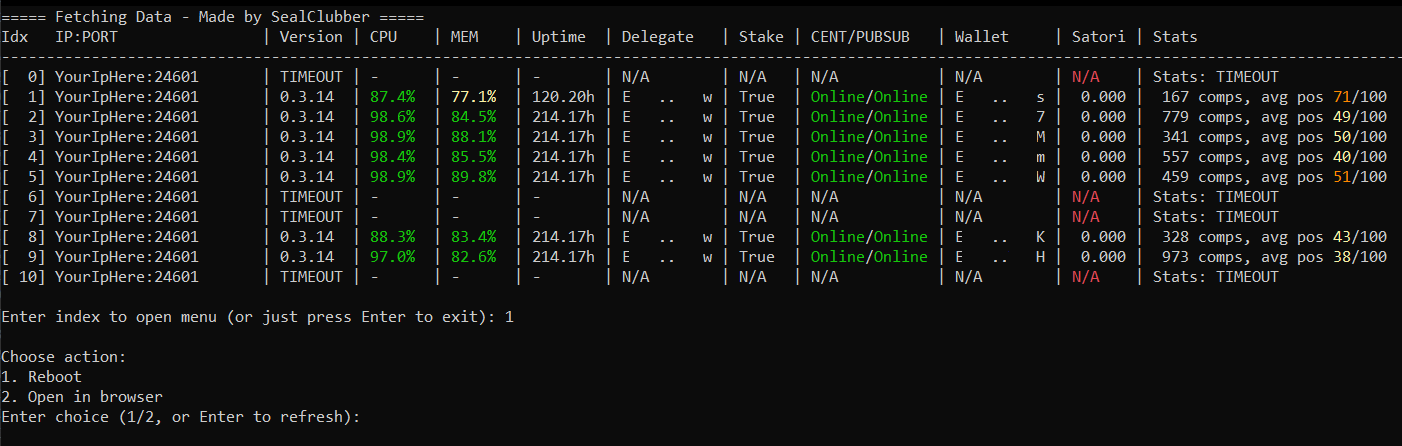 ===== Fetching Data - Made by SealClubber =====
Idx   IP:PORT                | Version | CPU    | MEM    | Uptime  | Delegate   | Stake | CENT/PUBSUB   | Wallet     | Satori | Stats
------------------------------------------------------------------------------------------------------------------------------------------------------------
[  0] YourIpHere:24601       | TIMEOUT | -      | -      | -       | N/A        | N/A   | N/A           | N/A        | N/A    | Stats: TIMEOUT
[  1] YourIpHere:24601       | 0.3.14  | 87.4%  | 77.1%  | 120.20h | E   ..   w | True  | Online/Online | E   ..   s |  0.000 |  167 comps, avg pos 71/100
[  2] YourIpHere:24601       | 0.3.14  | 98.6%  | 84.5%  | 214.17h | E   ..   w | True  | Online/Online | E   ..   7 |  0.000 |  779 comps, avg pos 49/100
[  3] YourIpHere:24601       | 0.3.14  | 98.9%  | 88.1%  | 214.17h | E   ..   w | True  | Online/Online | E   ..   M |  0.000 |  341 comps, avg pos 50/100
[  4] YourIpHere:24601       | 0.3.14  | 98.4%  | 85.5%  | 214.17h | E   ..   w | True  | Online/Online | E   ..   m |  0.000 |  557 comps, avg pos 40/100
[  5] YourIpHere:24601       | 0.3.14  | 98.9%  | 89.8%  | 214.17h | E   ..   w | True  | Online/Online | E   ..   W |  0.000 |  459 comps, avg pos 51/100
[  6] YourIpHere:24601       | TIMEOUT | -      | -      | -       | N/A        | N/A   | N/A           | N/A        | N/A    | Stats: TIMEOUT
[  7] YourIpHere:24601       | TIMEOUT | -      | -      | -       | N/A        | N/A   | N/A           | N/A        | N/A    | Stats: TIMEOUT
[  8] YourIpHere:24601       | 0.3.14  | 88.3%  | 83.4%  | 214.17h | E   ..   w | True  | Online/Online | E   ..   K |  0.000 |  328 comps, avg pos 43/100
[  9] YourIpHere:24601       | 0.3.14  | 97.0%  | 82.6%  | 214.17h | E   ..   w | True  | Online/Online | E   ..   H |  0.000 |  973 comps, avg pos 38/100
[ 10] YourIpHere:24601       | TIMEOUT | -      | -      | -       | N/A        | N/A   | N/A           | N/A        | N/A    | Stats: TIMEOUT
Enter index to open menu (or just press Enter to exit): 1
Choose action:
1. Reboot
2. Open in browser
Enter choice (1/2, or Enter to refresh):